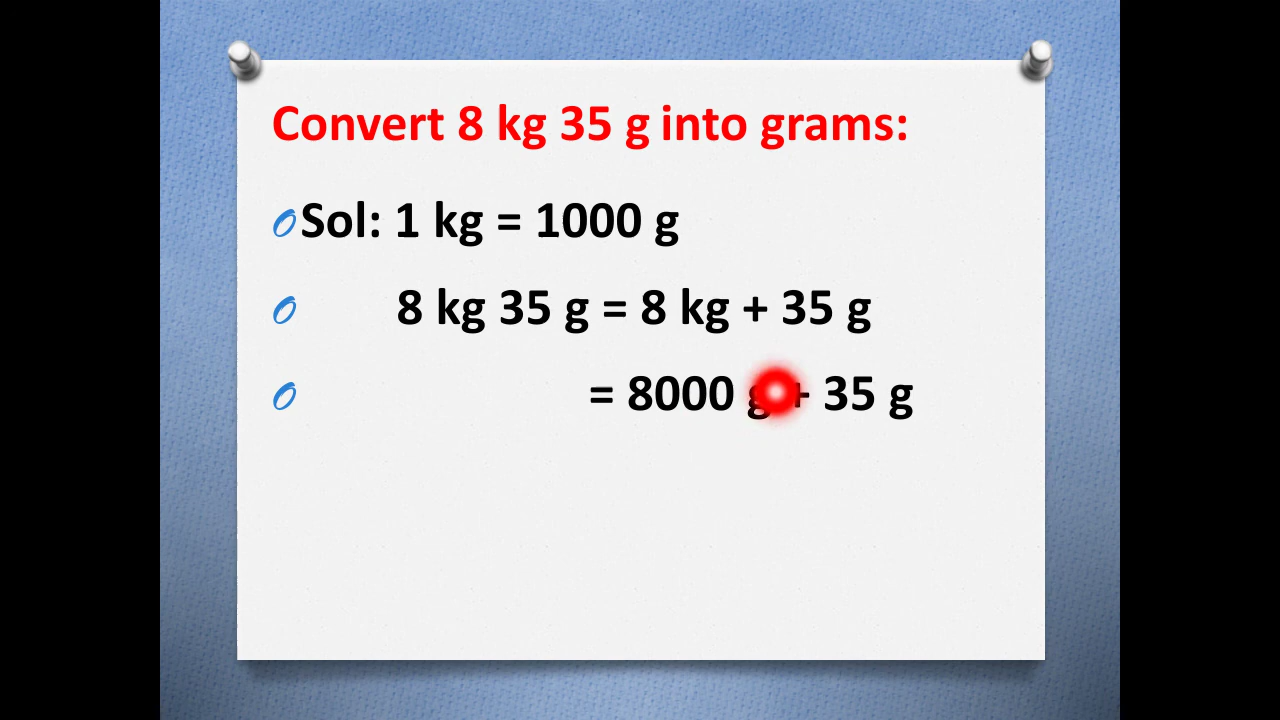 Convert 8 kg 35 g into grams:
Sol: 1 kg = 1000 g
8 kg 35 g = 8 kg + 35 g
= 8000 g + 35 g